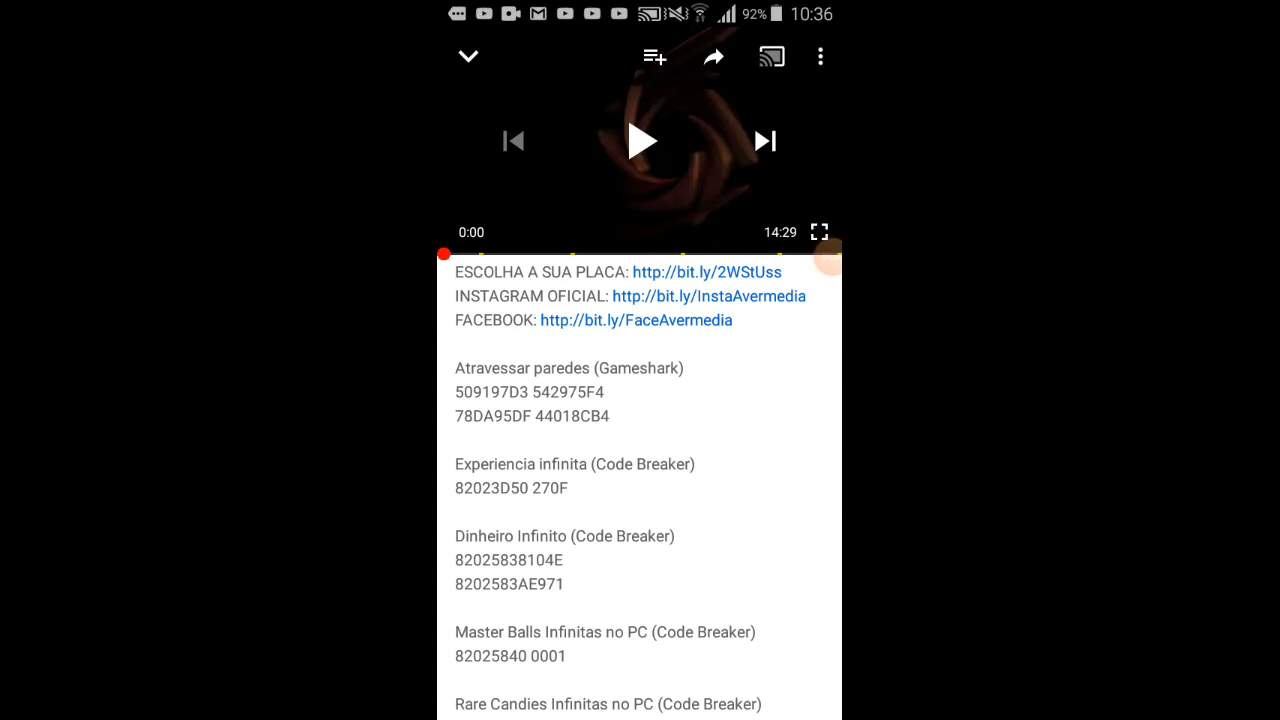 92% 10:36
0:00 14:29
ESCOLHA A SUA PLACA: http://bit.ly/2WStUss
INSTAGRAM OFICIAL: http://bit.ly/InstaAvermedia
FACEBOOK: http://bit.ly/FaceAvermedia
Atravessar paredes (Gameshark)
509197D3 542975F4
78DA95DF 44018CB4
Experiencia infinita (Code Breaker)
82023D50 270F
Dinheiro Infinito (Code Breaker)
82025838104E
8202583AE971
Master Balls Infinitas no PC (Code Breaker)
82025840 0001
Rare Candies Infinitas no PC (Code Breaker)